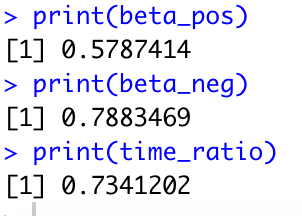 > print(beta_pos)
[1] 0.5787414
> print(beta_neg)
[1] 0.7883469
> print(time_ratio)
[1] 0.7341202
>